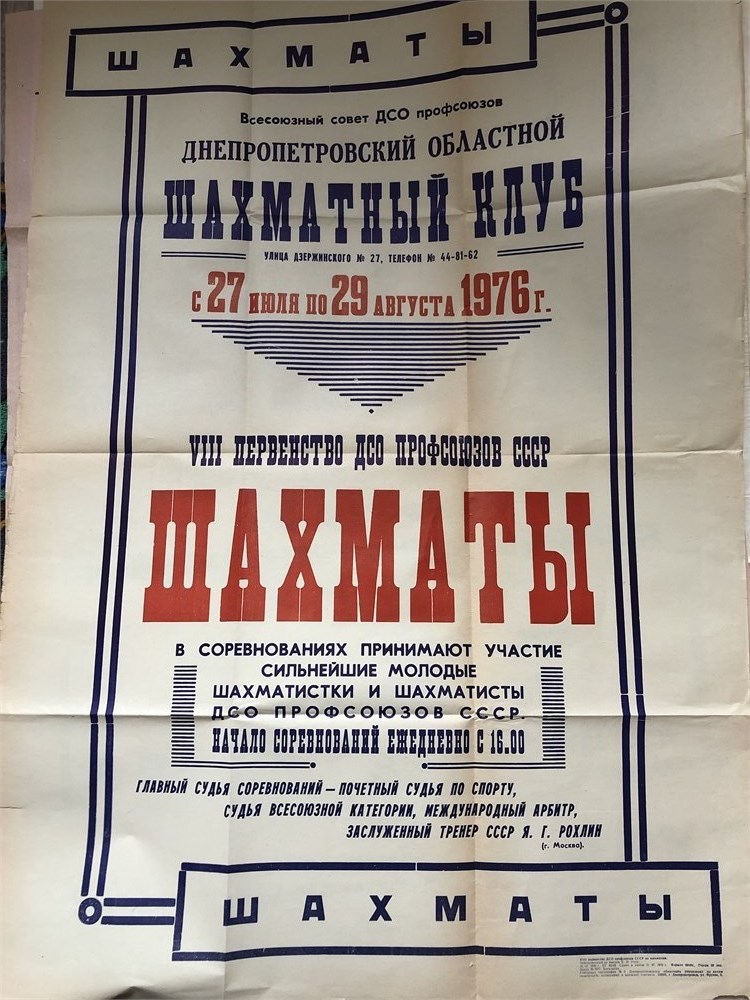 ШАХМАТЫ
Всесоюзный совет ДСО профсоюзов
ДНЕПРОПЕТРОВСКИЙ ОБЛАСТНОЙ
ШАХМАТНЫЙ КЛУБ
УЛИЦА ДЗЕРЖИНСКОГО № 27, ТЕЛЕФОН № 44-81-62
С 27 ИЮЛЯ ПО 29 АВГУСТА 1976 Г.
VIII ПЕРВЕНСТВО ДСО ПРОФСОЮЗОВ СССР
ШАХМАТЫ
В СОРЕВНОВАНИЯХ ПРИНИМАЮТ УЧАСТИЕ
СИЛЬНЕЙШИЕ МОЛОДЫЕ
ШАХМАТИСТКИ И ШАХМАТИСТЫ
ДСО ПРОФСОЮЗОВ СССР.
НАЧАЛО СОРЕВНОВАНИЙ ЕЖЕДНЕВНО С 16.00
ГЛАВНЫЙ СУДЬЯ СОРЕВНОВАНИЙ — ПОЧЕТНЫЙ СУДЬЯ ПО СПОРТУ,
СУДЬЯ ВСЕСОЮЗНОЙ КАТЕГОРИИ, МЕЖДУНАРОДНЫЙ АРБИТР,
ЗАСЛУЖЕННЫЙ ТРЕНЕР СССР Я. Г. РОХЛИН
(г. Москва).
ШАХМАТЫ